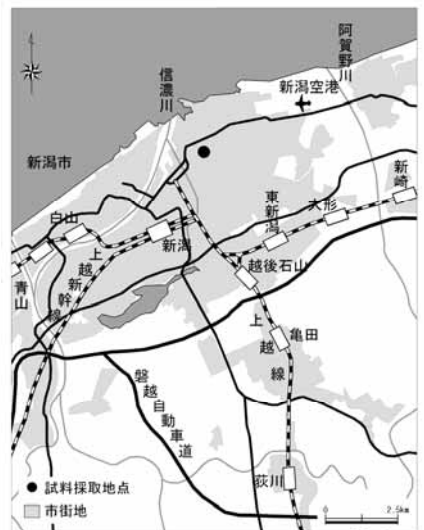 阿賀野川
信濃川
新潟空港
新潟市
新崎
大形
東新潟
白山
新潟
越後石山
青山
上越新幹線
上越線
亀田
磐越自動車道
荻川
試料採取地点
市街地
0 2.5km